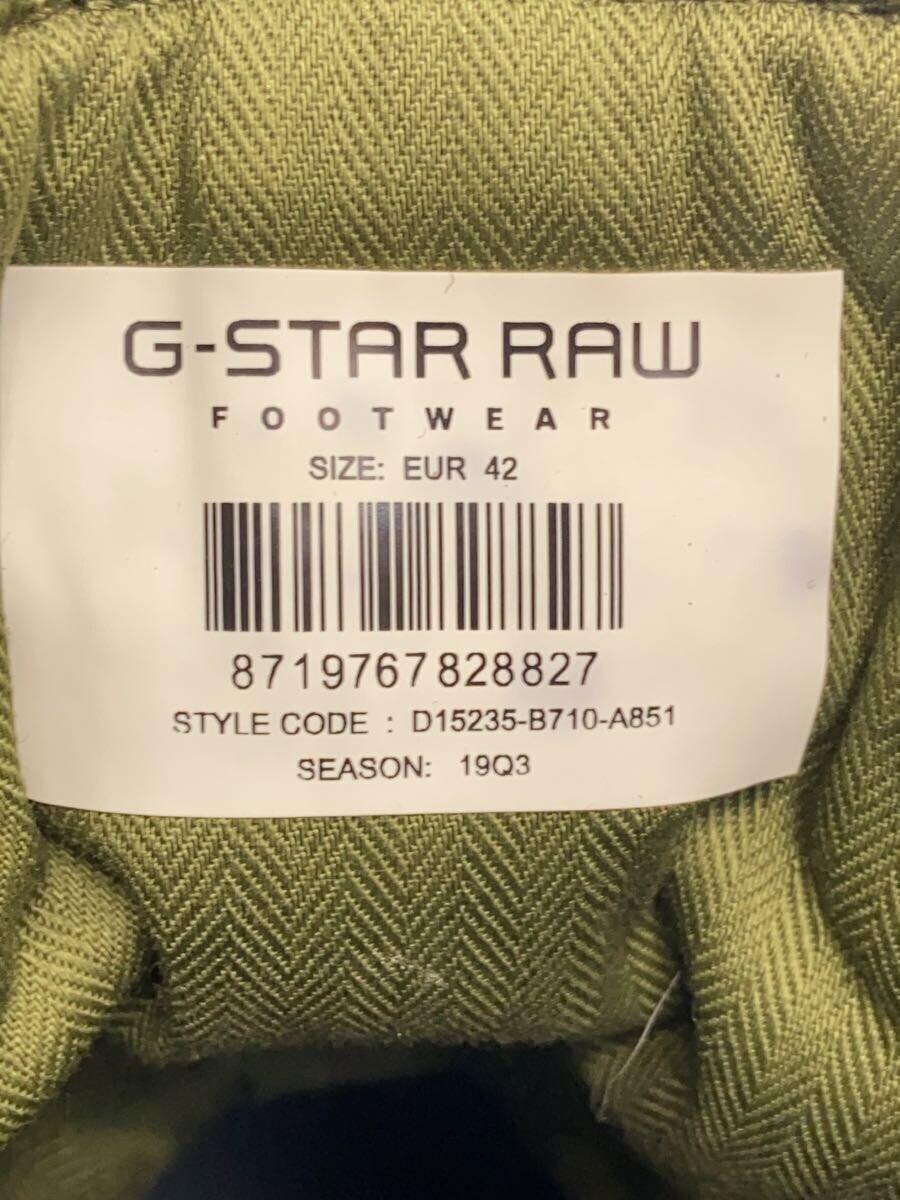 G-STAR RAW
FOOTWEAR
SIZE: EUR 42
8719767828827
STYLE CODE : D15235-B710-A851
SEASON: 19Q3